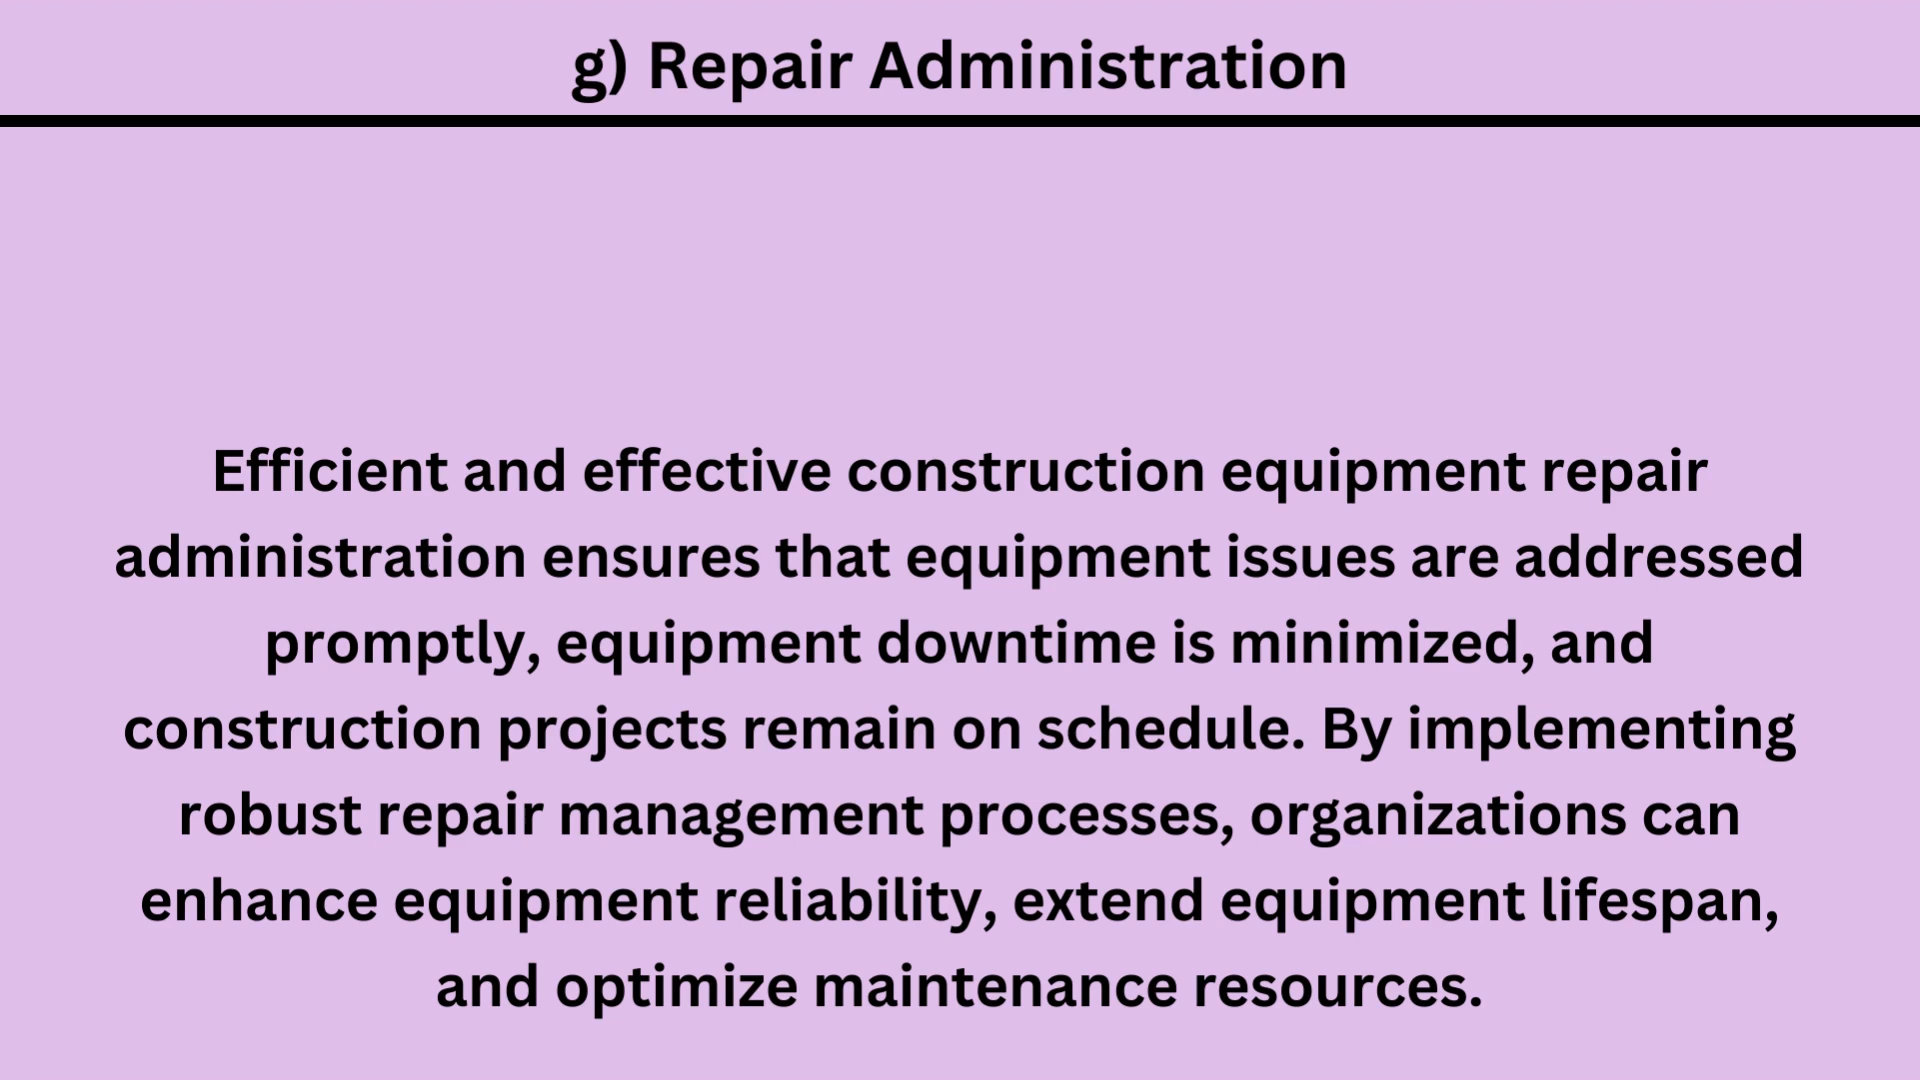 g) Repair Administration
Efficient and effective construction equipment repair
administration ensures that equipment issues are addressed
promptly, equipment downtime is minimized, and
construction projects remain on schedule. By implementing
robust repair management processes, organizations can
enhance equipment reliability, extend equipment lifespan,
and optimize maintenance resources.